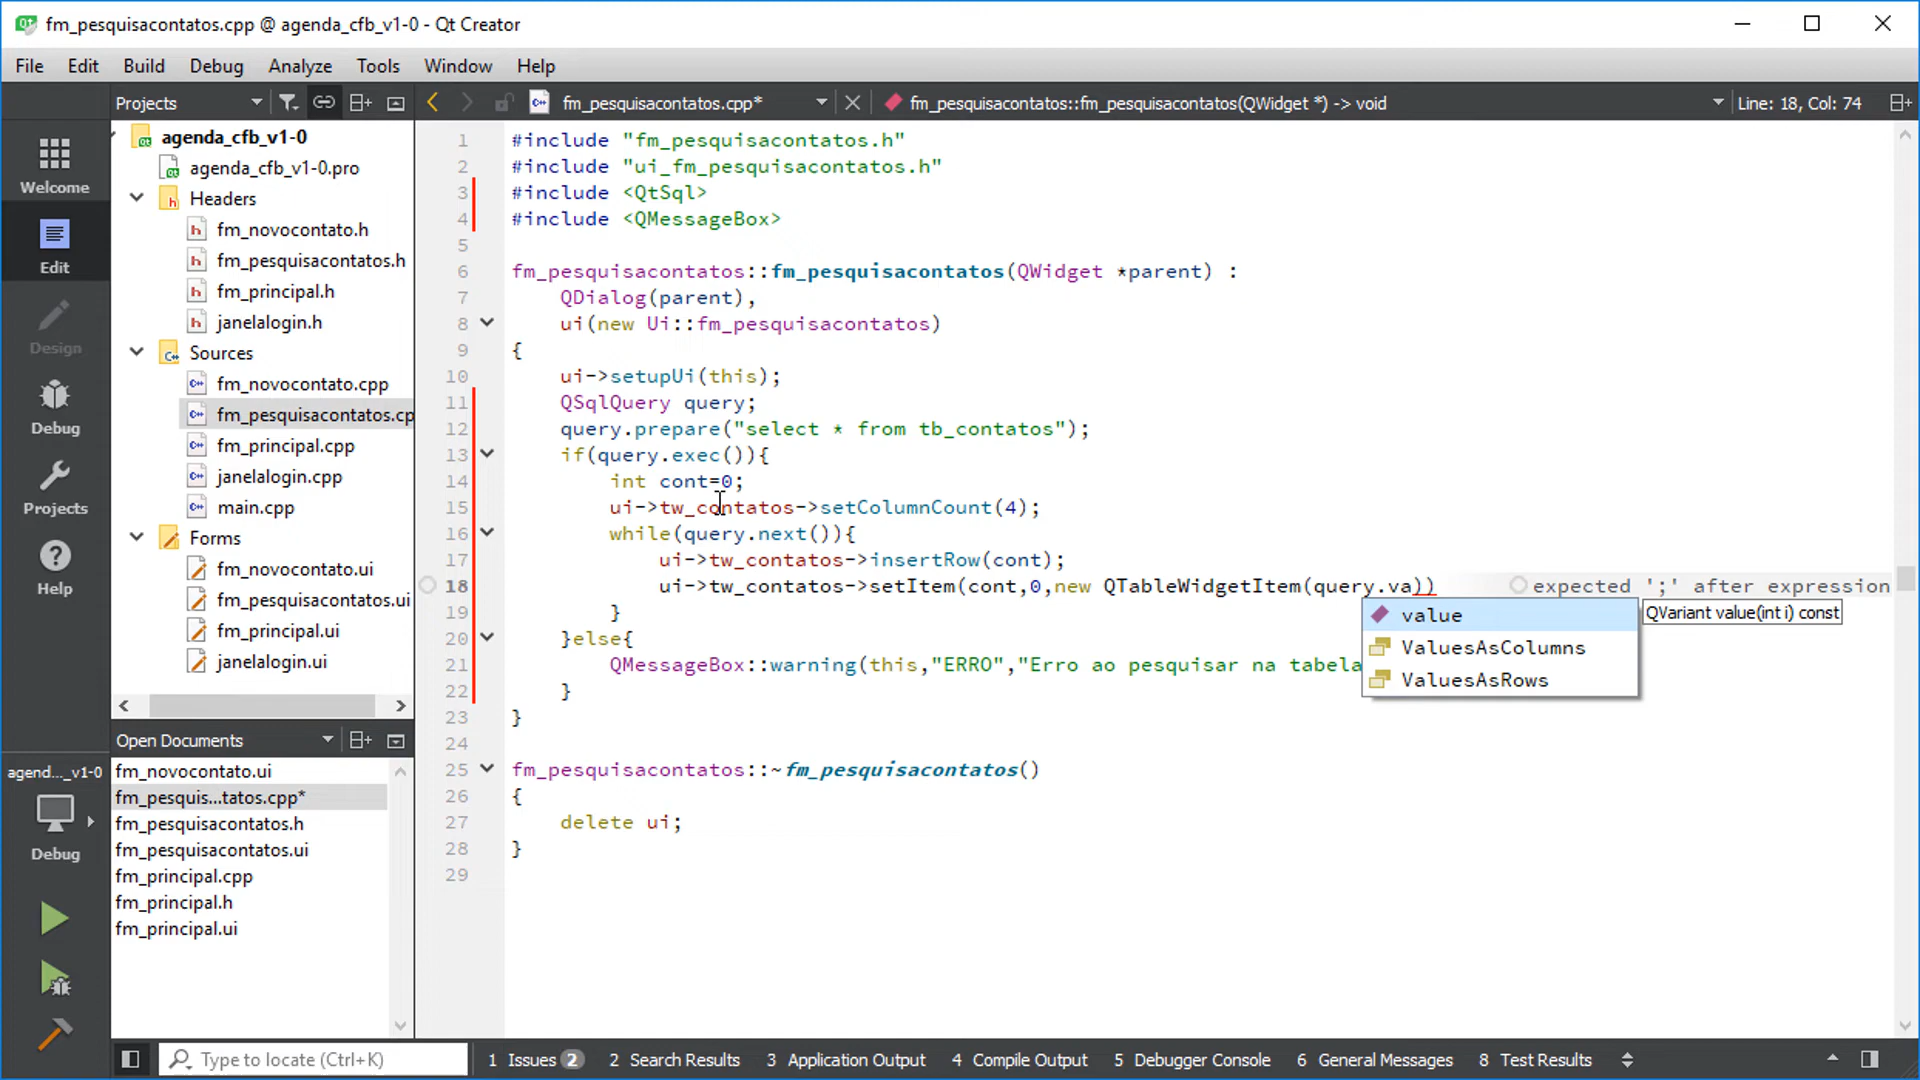 fm_pesquisacontatos.cpp @ agenda_cfb_v1-0 - Qt Creator
File Edit Build Debug Analyze Tools Window Help
Projects
fm_pesquisacontatos.cpp*
fm_pesquisacontatos::fm_pesquisacontatos(QWidget *) -> void
Line: 18, Col: 74
Welcome
Edit
Design
Debug
Projects
Help
agend..._v1-0
Debug
agenda_cfb_v1-0
agenda_cfb_v1-0.pro
Headers
fm_novocontato.h
fm_pesquisacontatos.h
fm_principal.h
janelalogin.h
Sources
fm_novocontato.cpp
fm_pesquisacontatos.cp
fm_principal.cpp
janelalogin.cpp
main.cpp
Forms
fm_novocontato.ui
fm_pesquisacontatos.ui
fm_principal.ui
janelalogin.ui
Open Documents
fm_novocontato.ui
fm_pesquis...tatos.cpp*
fm_pesquisacontatos.h
fm_pesquisacontatos.ui
fm_principal.cpp
fm_principal.h
fm_principal.ui
1 #include "fm_pesquisacontatos.h"
2 #include "ui_fm_pesquisacontatos.h"
3 #include <QtSql>
4 #include <QMessageBox>
5
6 fm_pesquisacontatos::fm_pesquisacontatos(QWidget *parent) :
7 QDialog(parent),
8 ui(new Ui::fm_pesquisacontatos)
9 {
10 ui->setupUi(this);
11 QSqlQuery query;
12 query.prepare("select * from tb_contatos");
13 if(query.exec()){
14 int cont=0;
15 ui->tw_contatos->setColumnCount(4);
16 while(query.next()){
17 ui->tw_contatos->insertRow(cont);
18 ui->tw_contatos->setItem(cont,0,new QTableWidgetItem(query.va)) expected ';' after expression
19 }
20 }else{
21 QMessageBox::warning(this,"ERRO","Erro ao pesquisar na tabela
22 }
23 }
24
25 fm_pesquisacontatos::~fm_pesquisacontatos()
26 {
27 delete ui;
28 }
29
value
ValuesAsColumns
ValuesAsRows
QVariant value(int i) const
Type to locate (Ctrl+K)
1 Issues 2 2 Search Results 3 Application Output 4 Compile Output 5 Debugger Console 6 General Messages 8 Test Results